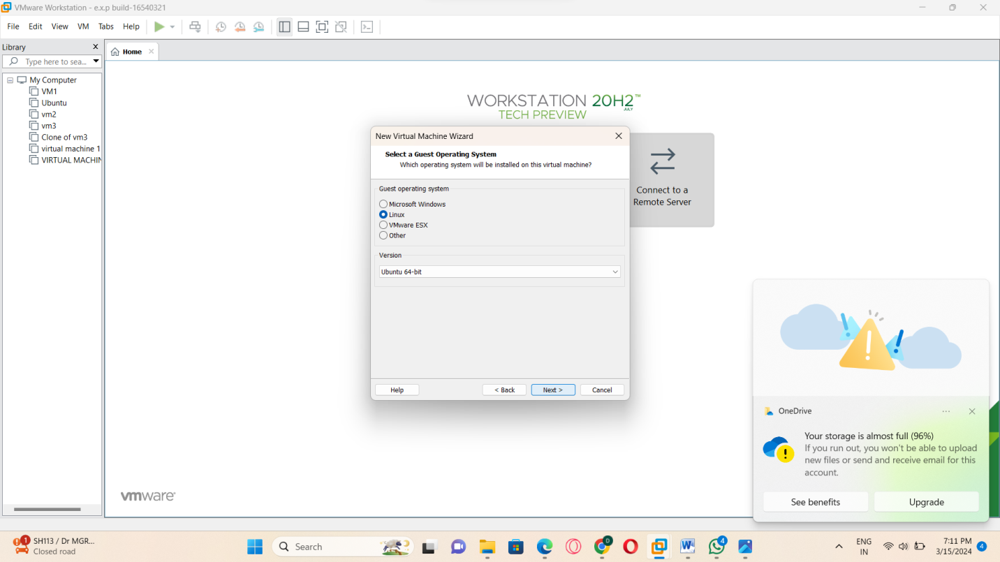 VMware Workstation - e.x.p build-16540321
File Edit View VM Tabs Help
Library
Type here to sea...
My Computer
VM1
Ubuntu
vm2
vm3
Clone of vm3
virtual machine 1
VIRTUAL MACHIN
Home
WORKSTATION 20H2™
JULY
TECH PREVIEW
New Virtual Machine Wizard
Select a Guest Operating System
Which operating system will be installed on this virtual machine?
Guest operating system
Microsoft Windows
Linux
VMware ESX
Other
Version
Ubuntu 64-bit
Help < Back Next > Cancel
Connect to a
Remote Server
vmware®
OneDrive
Your storage is almost full (96%)
If you run out, you won't be able to upload
new files or send and receive email for this
account.
See benefits Upgrade
1
SH113 / Dr MGR...
Closed road
Search
D
4
ENG
IN
7:11 PM
3/15/2024
4